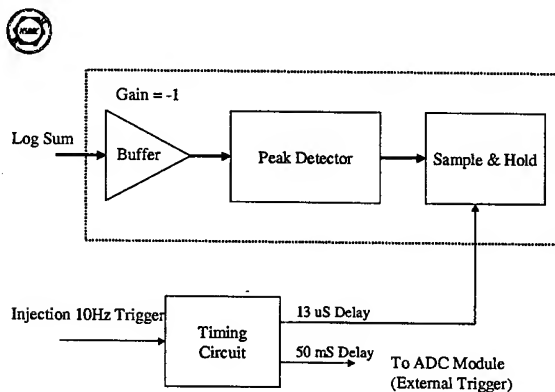 Gain = -1
Log Sum
Buffer
Peak Detector
Sample & Hold
Injection 10Hz Trigger
Timing
Circuit
13 uS Delay
50 mS Delay
To ADC Module
(External Trigger)